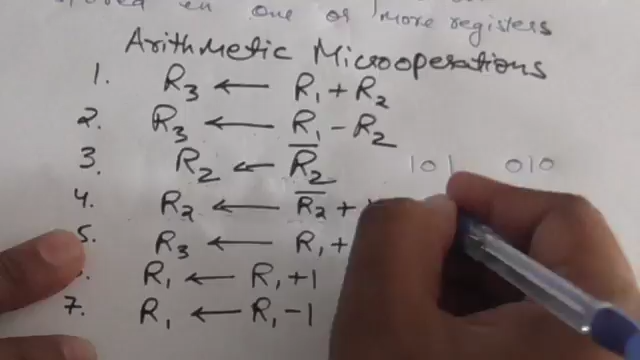 in one or more registers
Arithmetic Microoperations
1. R3 ← R1 + R2
2. R3 ← R1 - R2
3. R2 ← R̅2̅ 101 010
4. R2 ← R̅2̅ +
5. R3 ← R1 +
R1 ← R1 + 1
7. R1 ← R1 - 1